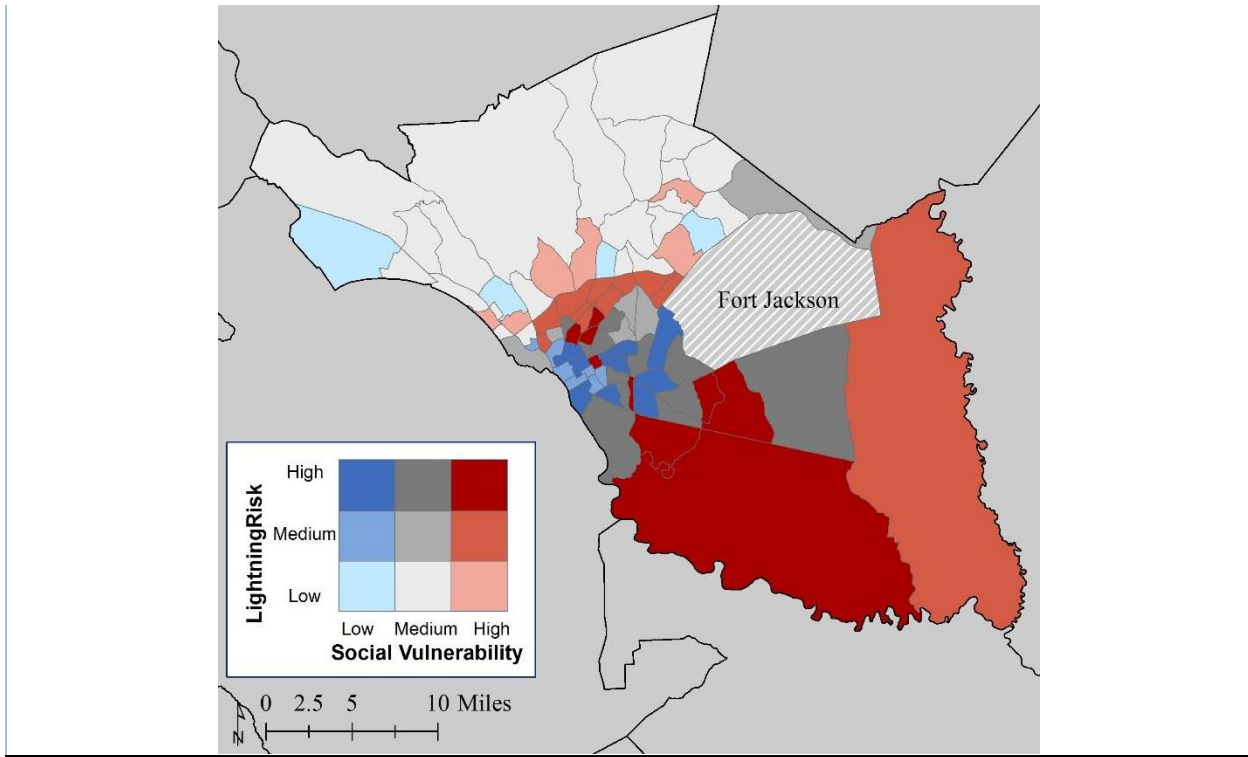 Fort Jackson
LightningRisk
High
Medium
Low
Low Medium High
Social Vulnerability
0 2.5 5 10 Miles
N